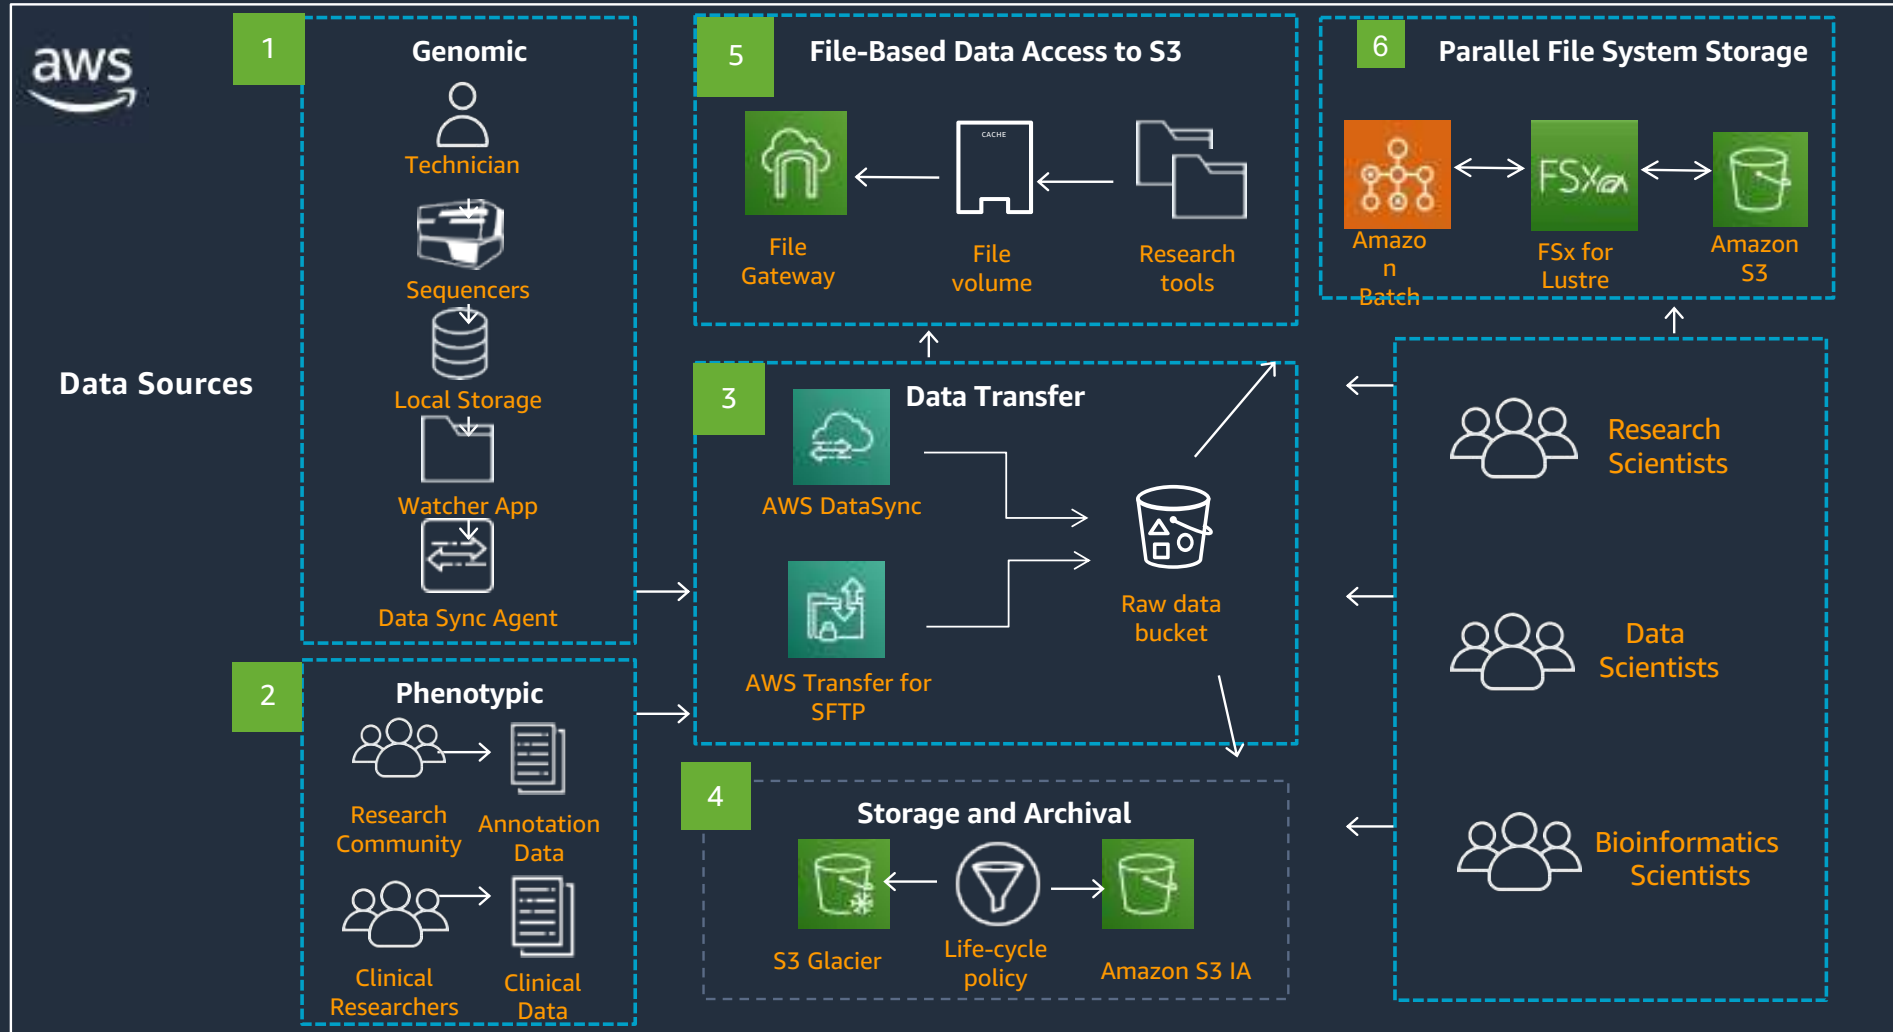 aws
Data Sources
1
Genomic
Technician
Sequencers
Local Storage
Watcher App
Data Sync Agent
2
Phenotypic
Research
Community
Annotation
Data
Clinical
Researchers
Clinical
Data
5
File-Based Data Access to S3
File
Gateway
CACHE
File
volume
Research
tools
3
Data Transfer
AWS DataSync
AWS Transfer for
SFTP
Raw data
bucket
4
Storage and Archival
S3 Glacier
Life-cycle
policy
Amazon S3 IA
6
Parallel File System Storage
Amazo
n
Batch
FSx
FSx for
Lustre
Amazon
S3
Research
Scientists
Data
Scientists
Bioinformatics
Scientists